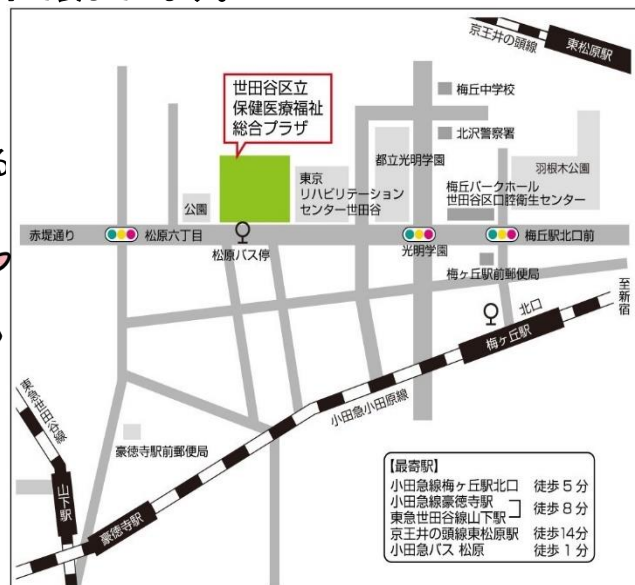 京王井の頭線
東松原駅
世田谷区立
保健医療福祉
総合プラザ
梅丘中学校
北沢警察署
都立光明学園
羽根木公園
東京
リハビリテーション
センター世田谷
公園
梅丘パークホール
世田谷区口腔衛生センター
赤堤通り
松原六丁目
松原バス停
光明学園
梅丘駅北口前
梅ヶ丘駅前郵便局
至新宿
北口
梅ヶ丘駅
小田急小田原線
東急世田谷線
山下駅
豪徳寺駅前郵便局
豪徳寺駅
【最寄駅】
小田急線梅ヶ丘駅北口 徒歩5分
小田急線豪徳寺駅
東急世田谷線山下駅 徒歩8分
京王井の頭線東松原駅 徒歩14分
小田急バス 松原 徒歩1分